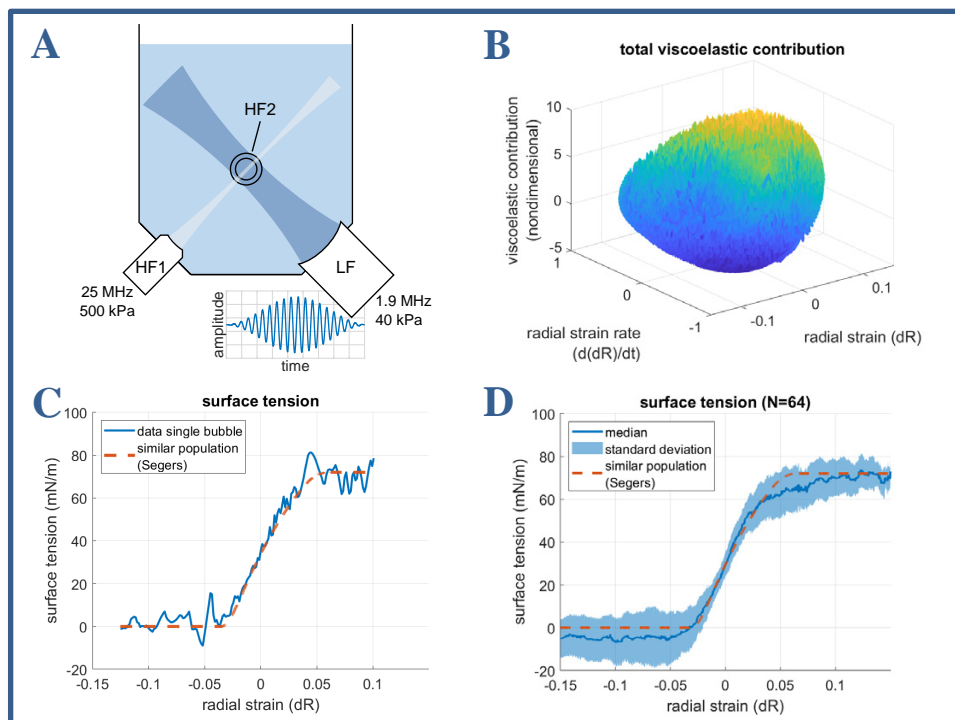 A
HF2
HF1
LF
25 MHz
500 kPa
1.9 MHz
40 kPa
amplitude
time
B
total viscoelastic contribution
viscoelastic contribution
(nondimensional)
10
5
0
-5
1
0
-1
radial strain rate
(d(dR)/dt)
-0.1
0
0.1
radial strain (dR)
C
surface tension
data single bubble
similar population
(Segers)
surface tension (mN/m)
100
80
60
40
20
0
-20
-0.15
-0.1
-0.05
0
0.05
0.1
radial strain (dR)
D
surface tension (N=64)
median
standard deviation
similar population
(Segers)
surface tension (mN/m)
100
80
60
40
20
0
-20
-0.15
-0.1
-0.05
0
0.05
0.1
radial strain (dR)